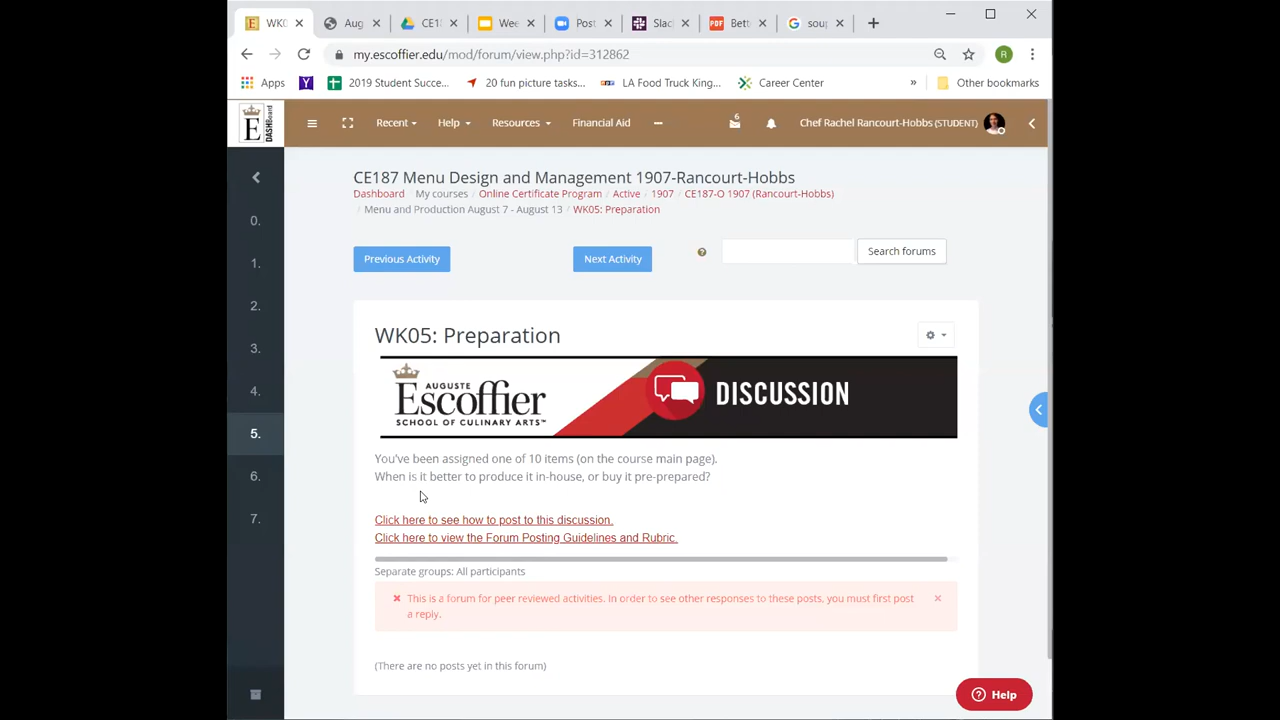 WK0
Aug
CE1
Wee
Post
Slac
PDF
Bett
soup
my.escoffier.edu/mod/forum/view.php?id=312862
R
Apps
2019 Student Succe...
20 fun picture tasks...
LA Food Truck King...
Career Center
»
Other bookmarks
E DASHBoard
Recent
Help
Resources
Financial Aid
6
Chef Rachel Rancourt-Hobbs (STUDENT)
CE187 Menu Design and Management 1907-Rancourt-Hobbs
Dashboard / My courses / Online Certificate Program / Active / 1907 / CE187-O 1907 (Rancourt-Hobbs)
/ Menu and Production August 7 - August 13 / WK05: Preparation
0.
1.
2.
3.
4.
5.
6.
7.
Previous Activity
Next Activity
Search forums
WK05: Preparation
AUGUSTE
Escoffier
SCHOOL OF CULINARY ARTS™
DISCUSSION
You've been assigned one of 10 items (on the course main page).
When is it better to produce it in-house, or buy it pre-prepared?
Click here to see how to post to this discussion.
Click here to view the Forum Posting Guidelines and Rubric.
Separate groups: All participants
This is a forum for peer reviewed activities. In order to see other responses to these posts, you must first post
a reply.
(There are no posts yet in this forum)
Help